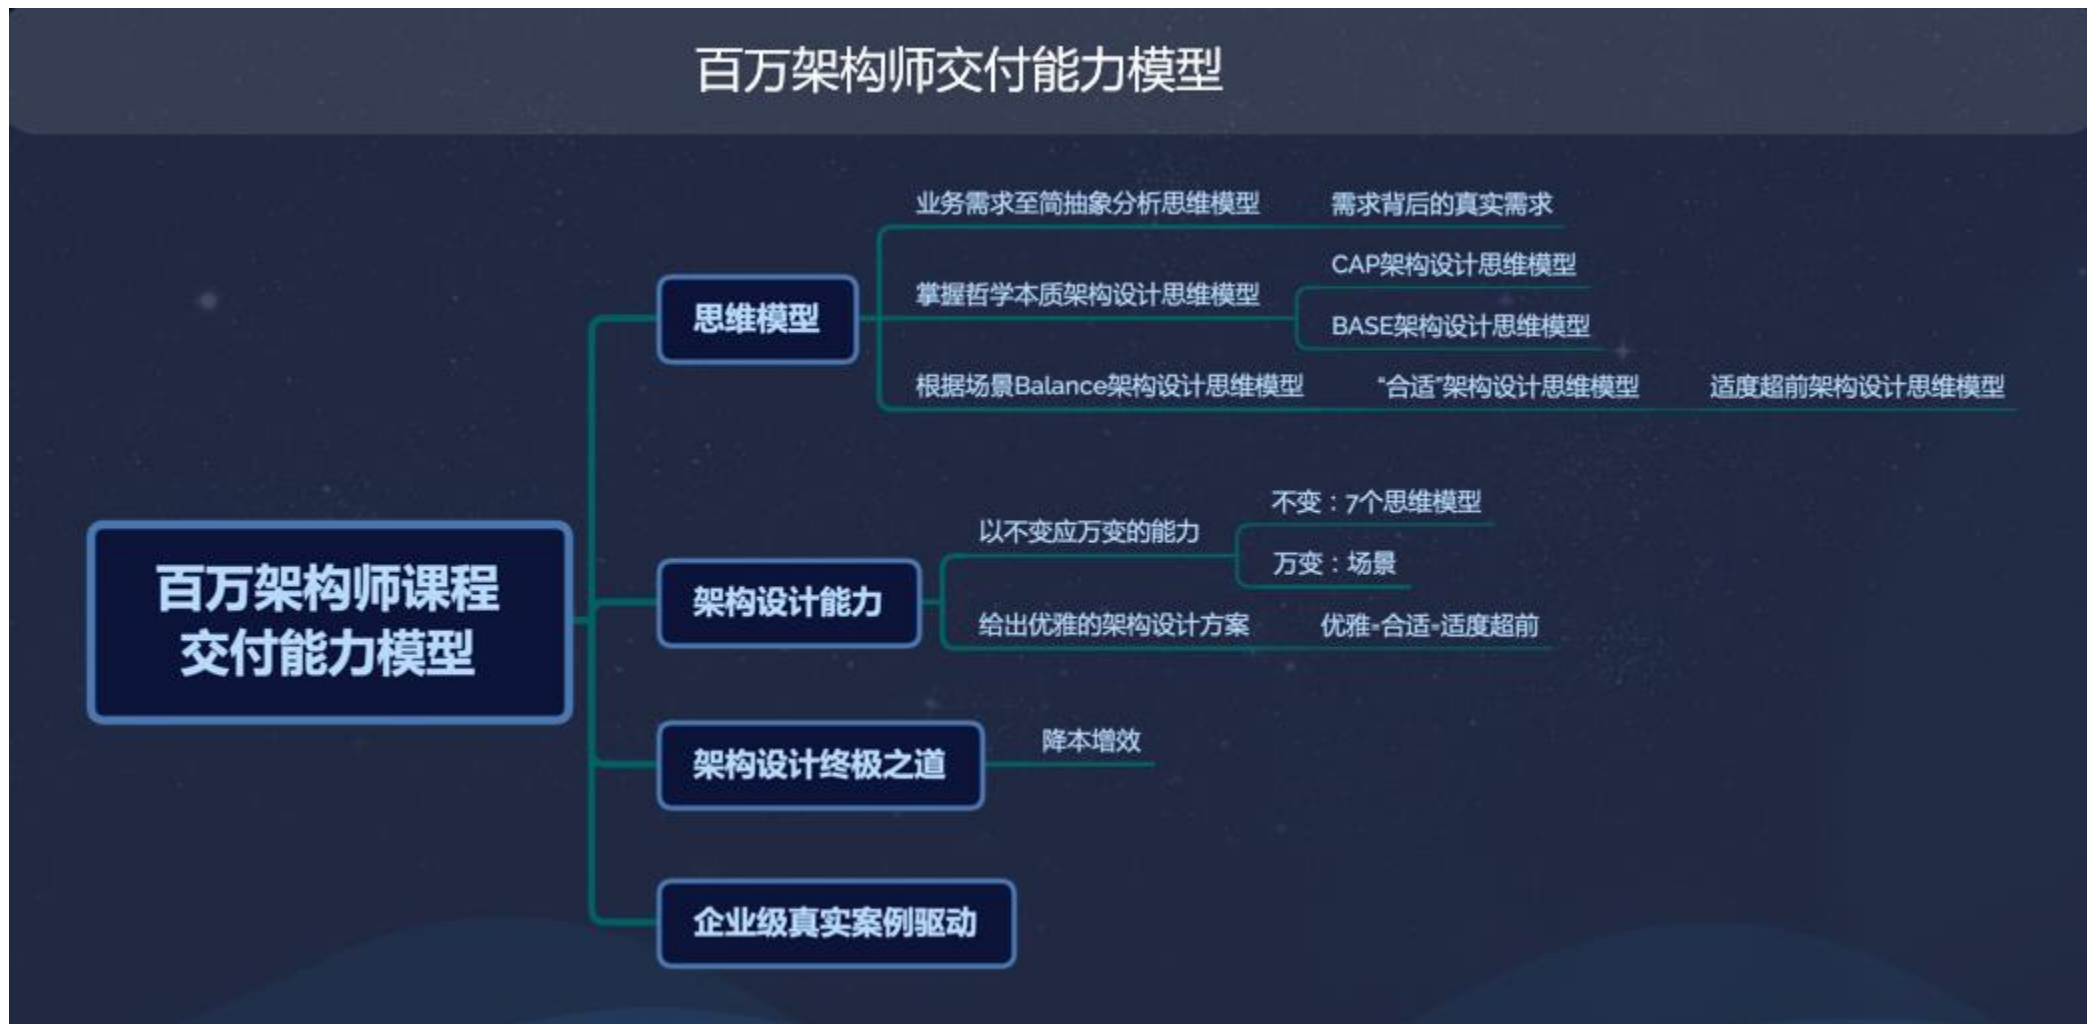 百万架构师交付能力模型
业务需求至简抽象分析思维模型 需求背后的真实需求
CAP架构设计思维模型
掌握哲学本质架构设计思维模型
思维模型
BASE架构设计思维模型
根据场景Balance架构设计思维模型 “合适”架构设计思维模型 适度超前架构设计思维模型
百万架构师课程
交付能力模型
不变：7个思维模型
以不变应万变的能力
万变：场景
架构设计能力
给出优雅的架构设计方案 优雅=合适=适度超前
架构设计终极之道
降本增效
企业级真实案例驱动